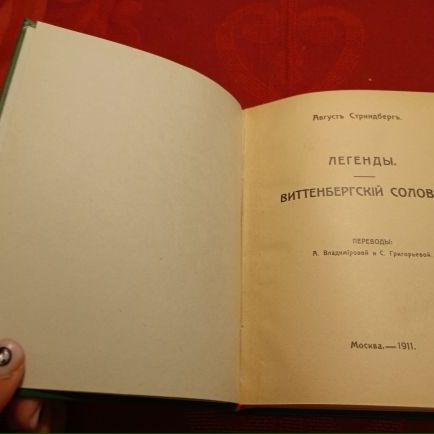 Августъ Стриндбергъ.
ЛЕГЕНДЫ.
ВИТТЕНБЕРГСКІЙ СОЛОВ
ПЕРЕВОДЫ:
А. Владиміровой и С. Григорьевой.
Москва.—1911.